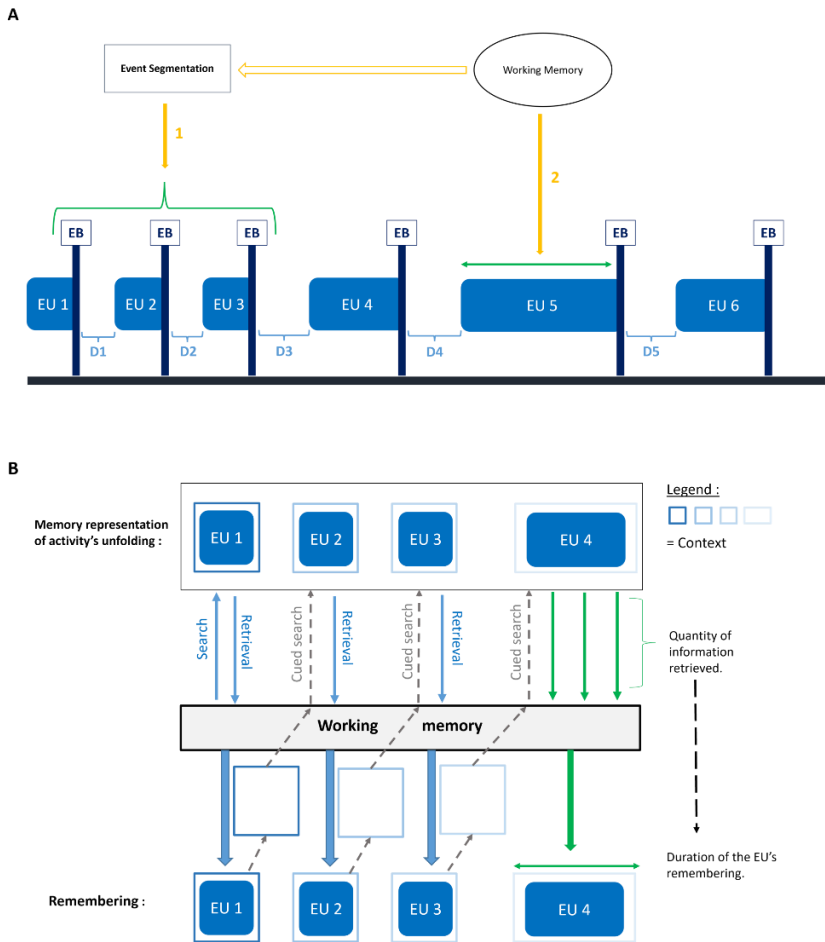 A
Event Segmentation
Working Memory
1
2
EB EB EB EB EB EB
EU 1 EU 2 EU 3 EU 4 EU 5 EU 6
D1 D2 D3 D4 D5
B
Legend :
= Context
Memory representation
of activity's unfolding :
EU 1 EU 2 EU 3 EU 4
Search
Retrieval
Cued search
Retrieval
Cued search
Retrieval
Cued search
Quantity of
information
retrieved.
Working memory
Duration of the EU's
remembering.
Remembering :
EU 1 EU 2 EU 3 EU 4